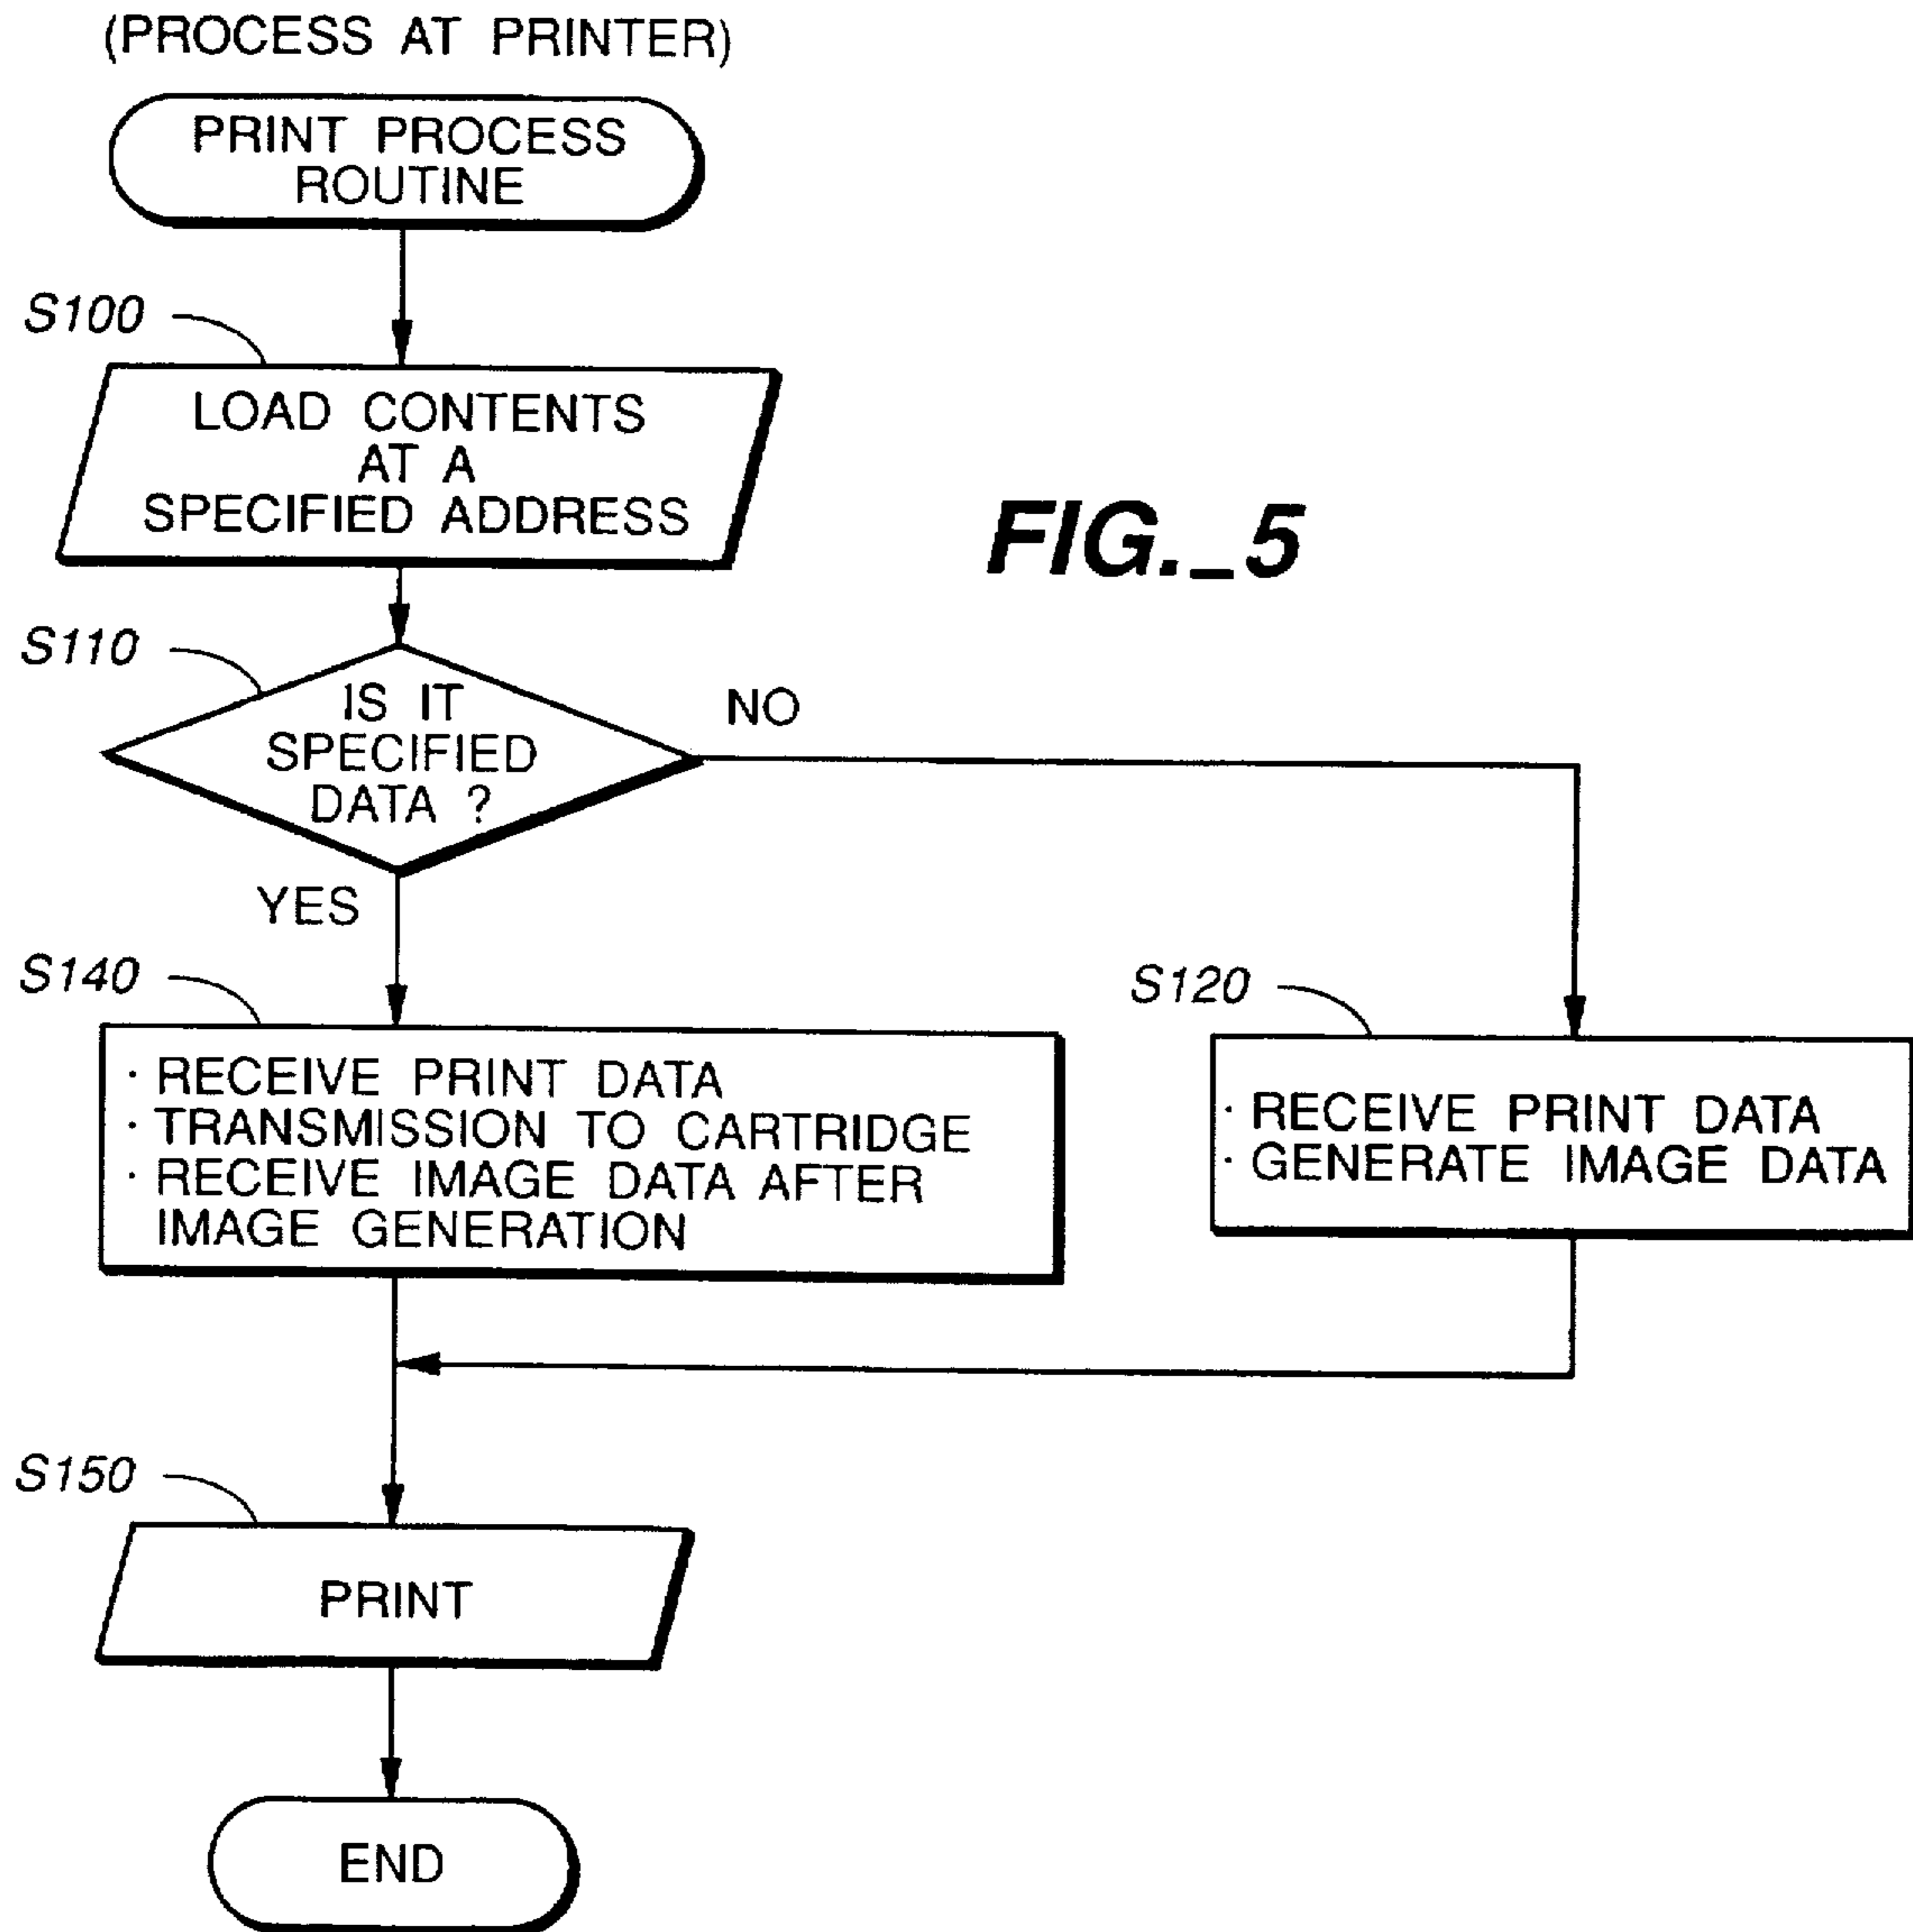 (PROCESS AT PRINTER)
PRINT PROCESS
ROUTINE
S100
LOAD CONTENTS
AT A
SPECIFIED ADDRESS
FIG._5
S110
IS IT
SPECIFIED
DATA ?
NO
YES
S140
· RECEIVE PRINT DATA
· TRANSMISSION TO CARTRIDGE
· RECEIVE IMAGE DATA AFTER
IMAGE GENERATION
S120
· RECEIVE PRINT DATA
· GENERATE IMAGE DATA
S150
PRINT
END